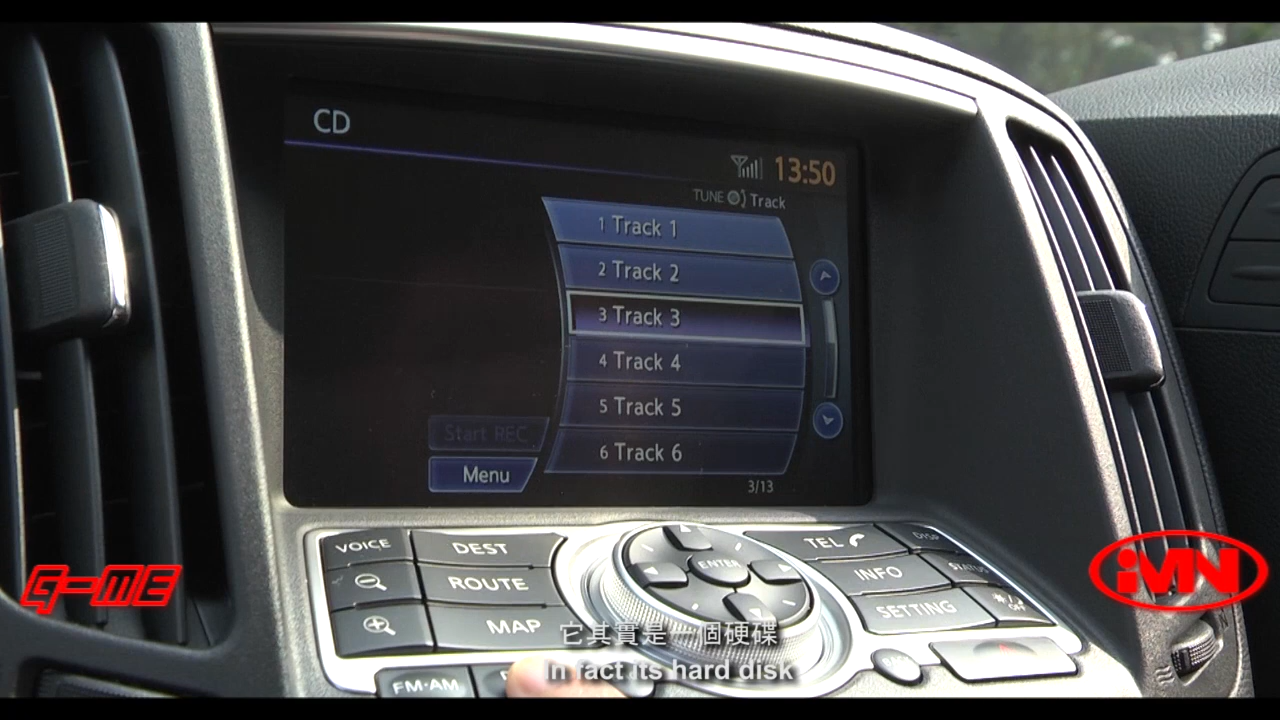 CD
13:50
TUNE Track
1 Track 1
2 Track 2
3 Track 3
4 Track 4
5 Track 5
6 Track 6
Start REC
Menu
3/13
VOICE
DEST
ROUTE
MAP
ENTER
TEL
DISP
INFO
STATUS
SETTING
OFF
FM·AM
G-ME
iMN
它其實是一個硬碟
In fact its hard disk